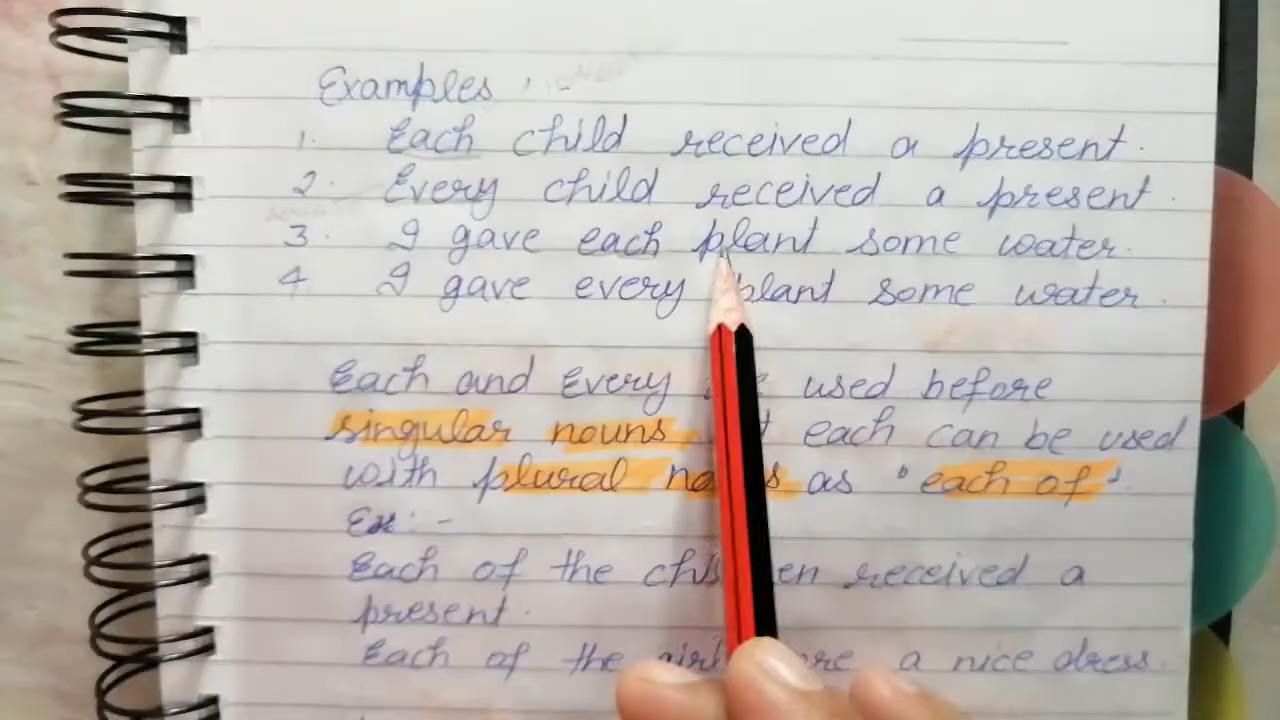 Examples :
1. Each child received a present.
2. Every child received a present.
3. I gave each plant some water.
4. I gave every plant some water.
Each and Every used before
singular nouns each can be used
with plural as "each of".
Ex :-
Each of the received a
present.
Each of the a nice dress.